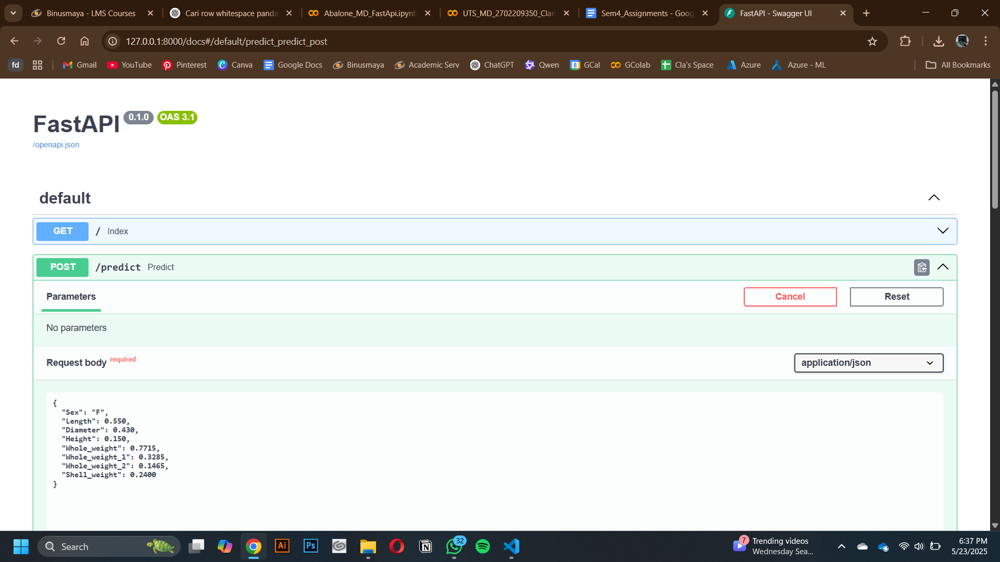 Binusmaya - LMS Courses
Cari row whitespace panda
Abalone_MD_FastApi.ipynb
UTS_MD_2702209350_Clar
Sem4_Assignments - Goog
FastAPI - Swagger UI
127.0.0.1:8000/docs#/default/predict_predict_post
fd
Gmail
YouTube
Pinterest
Canva
Google Docs
Binusmaya
Academic Serv
ChatGPT
Qwen
8
GCal
GColab
Cla's Space
Azure
Azure - ML
All Bookmarks
FastAPI 0.1.0 OAS 3.1
/openapi.json
default
GET / Index
POST /predict Predict
Parameters
Cancel
Reset
No parameters
Request body required
application/json
{
"Sex": "F",
"Length": 0.550,
"Diameter": 0.430,
"Height": 0.150,
"Whole_weight": 0.7715,
"Whole_weight_1": 0.3285,
"Whole_weight_2": 0.1465,
"Shell_weight": 0.2400
}
Search
Ai
Ps
32
7
Trending videos
Wednesday Sea...
6:37 PM
5/23/2025